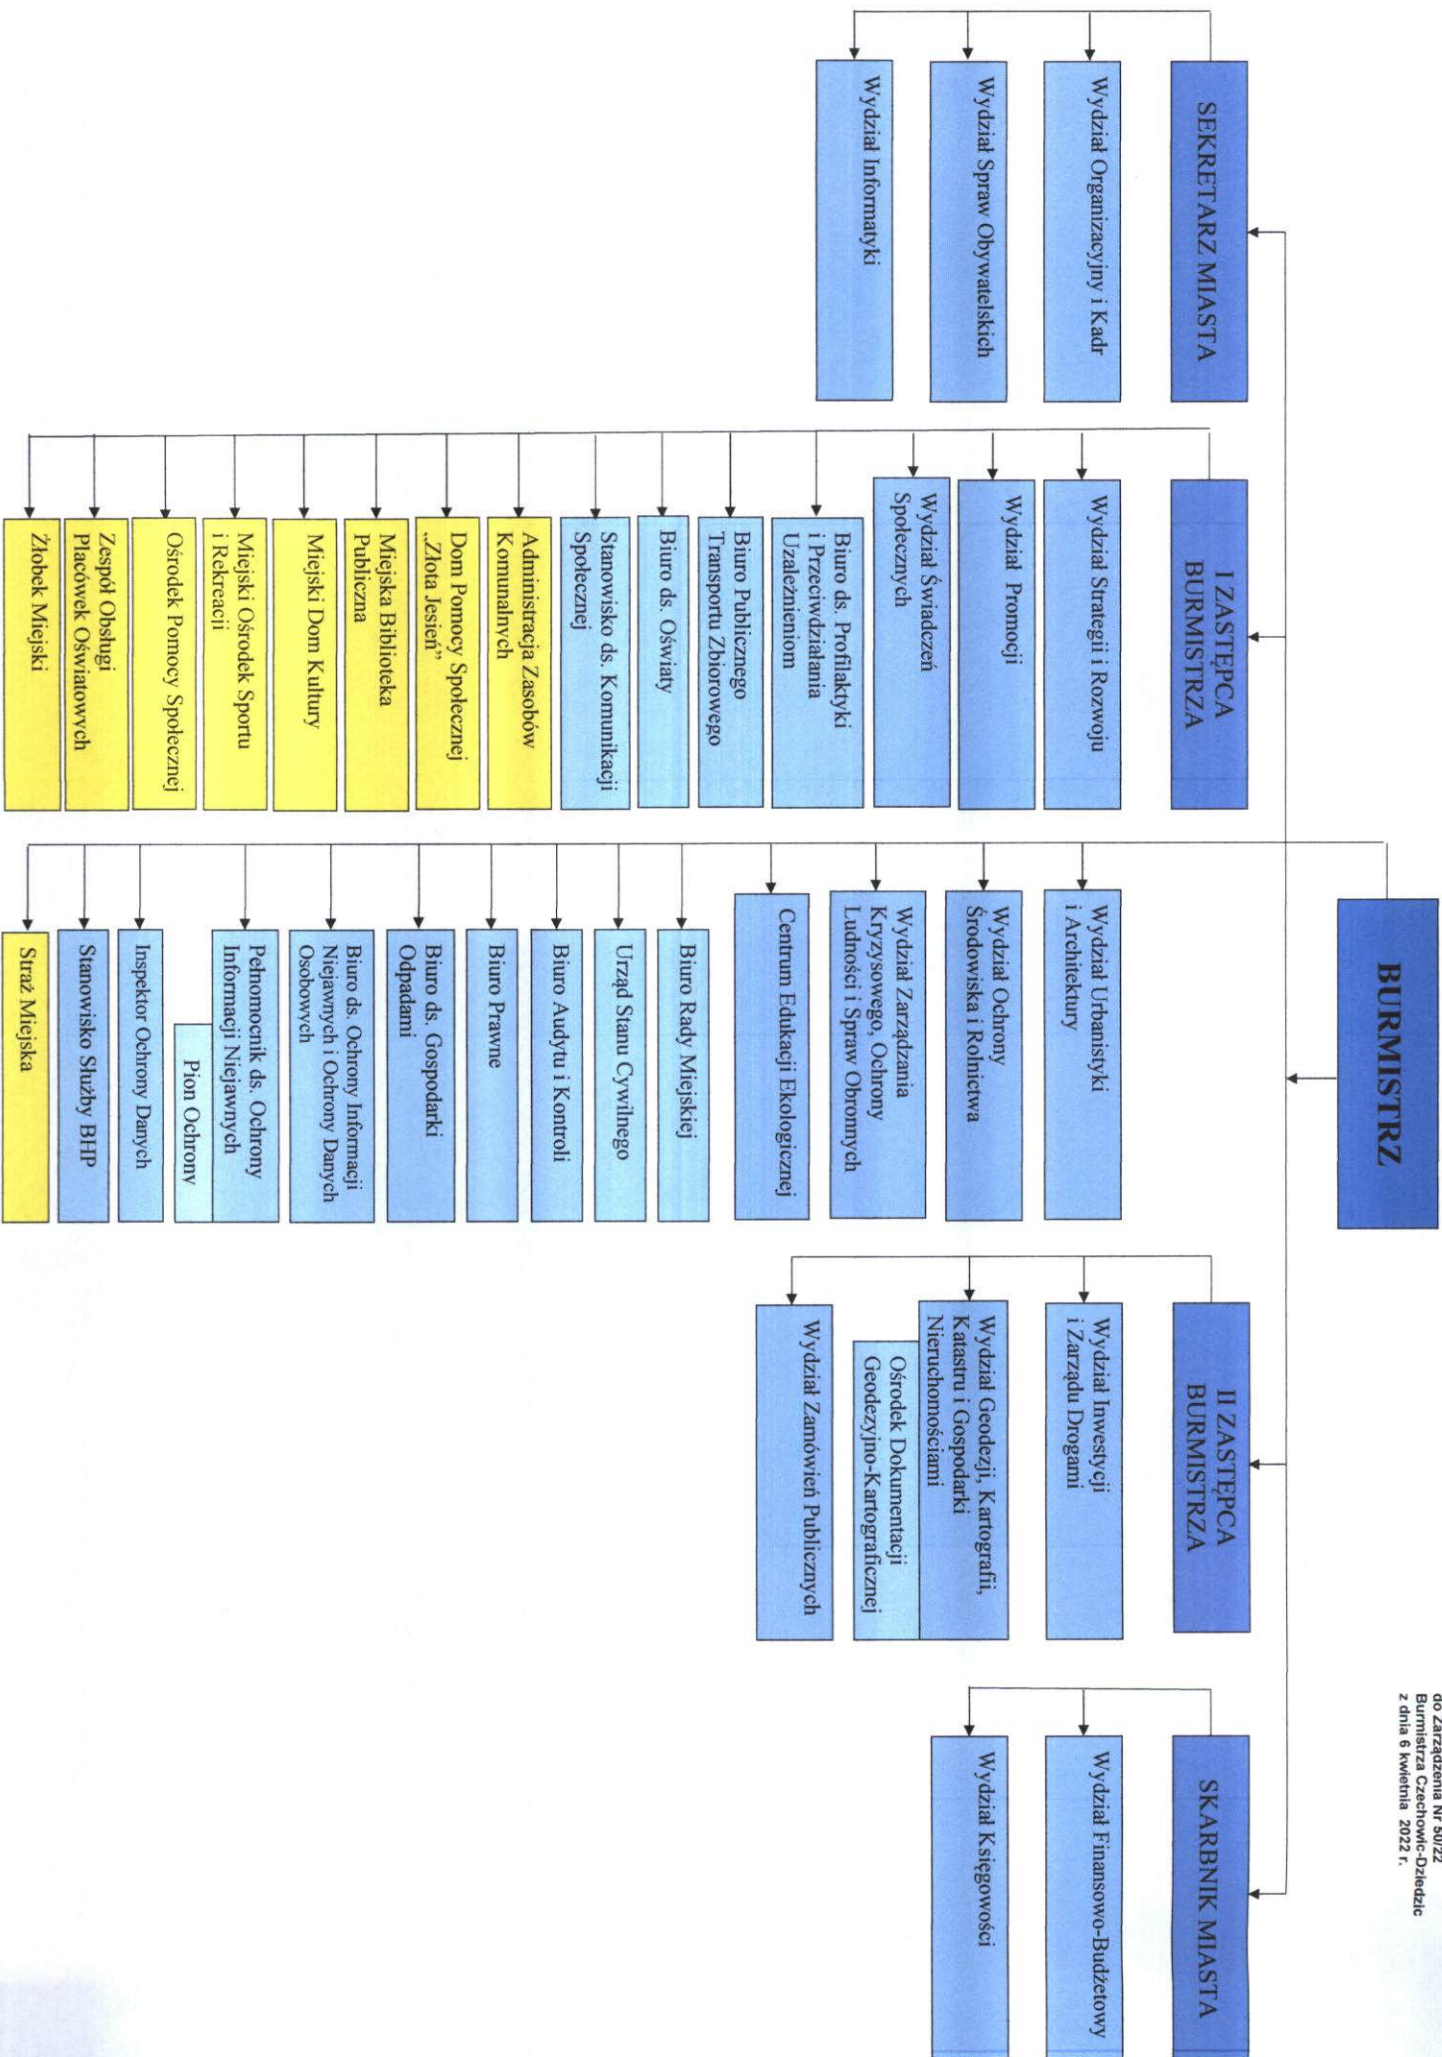 do Zarządzenia Nr 50/22
Burmistrza Czechowic-Dziedzic
z dnia 6 kwietnia 2022 r.
BURMISTRZ
SEKRETARZ MIASTA
Wydział Organizacyjny i Kadr
Wydział Spraw Obywatelskich
Wydział Informatyki
I ZASTĘPCA
BURMISTRZA
Wydział Strategii i Rozwoju
Wydział Promocji
Wydział Świadczeń
Społecznych
Biuro ds. Profilaktyki
i Przeciwdziałania
Uzależnieniom
Biuro Publicznego
Transportu Zbiorowego
Biuro ds. Oświaty
Stanowisko ds. Komunikacji
Społecznej
Administracja Zasobów
Komunalnych
Dom Pomocy Społecznej
„Złota Jesień”
Miejska Biblioteka
Publiczna
Miejski Dom Kultury
Miejski Ośrodek Sportu
i Rekreacji
Ośrodek Pomocy Społecznej
Zespół Obsługi
Placówek Oświatowych
Żłobek Miejski
Wydział Urbanistyki
i Architektury
Wydział Ochrony
Środowiska i Rolnictwa
Wydział Zarządzania
Kryzysowego, Ochrony
Ludności i Spraw Obronnych
Centrum Edukacji Ekologicznej
Biuro Rady Miejskiej
Urząd Stanu Cywilnego
Biuro Audytu i Kontroli
Biuro Prawne
Biuro ds. Gospodarki
Odpadami
Biuro ds. Ochrony Informacji
Niejawnych i Ochrony Danych
Osobowych
Pełnomocnik ds. Ochrony
Informacji Niejawnych
Pion Ochrony
Inspektor Ochrony Danych
Stanowisko Służby BHP
Straż Miejska
II ZASTĘPCA
BURMISTRZA
Wydział Inwestycji
i Zarządu Drogami
Wydział Geodezji, Kartografii,
Katastru i Gospodarki
Nieruchomościami
Ośrodek Dokumentacji
Geodezyjno-Kartograficznej
Wydział Zamówień Publicznych
SKARBNIK MIASTA
Wydział Finansowo-Budżetowy
Wydział Księgowości